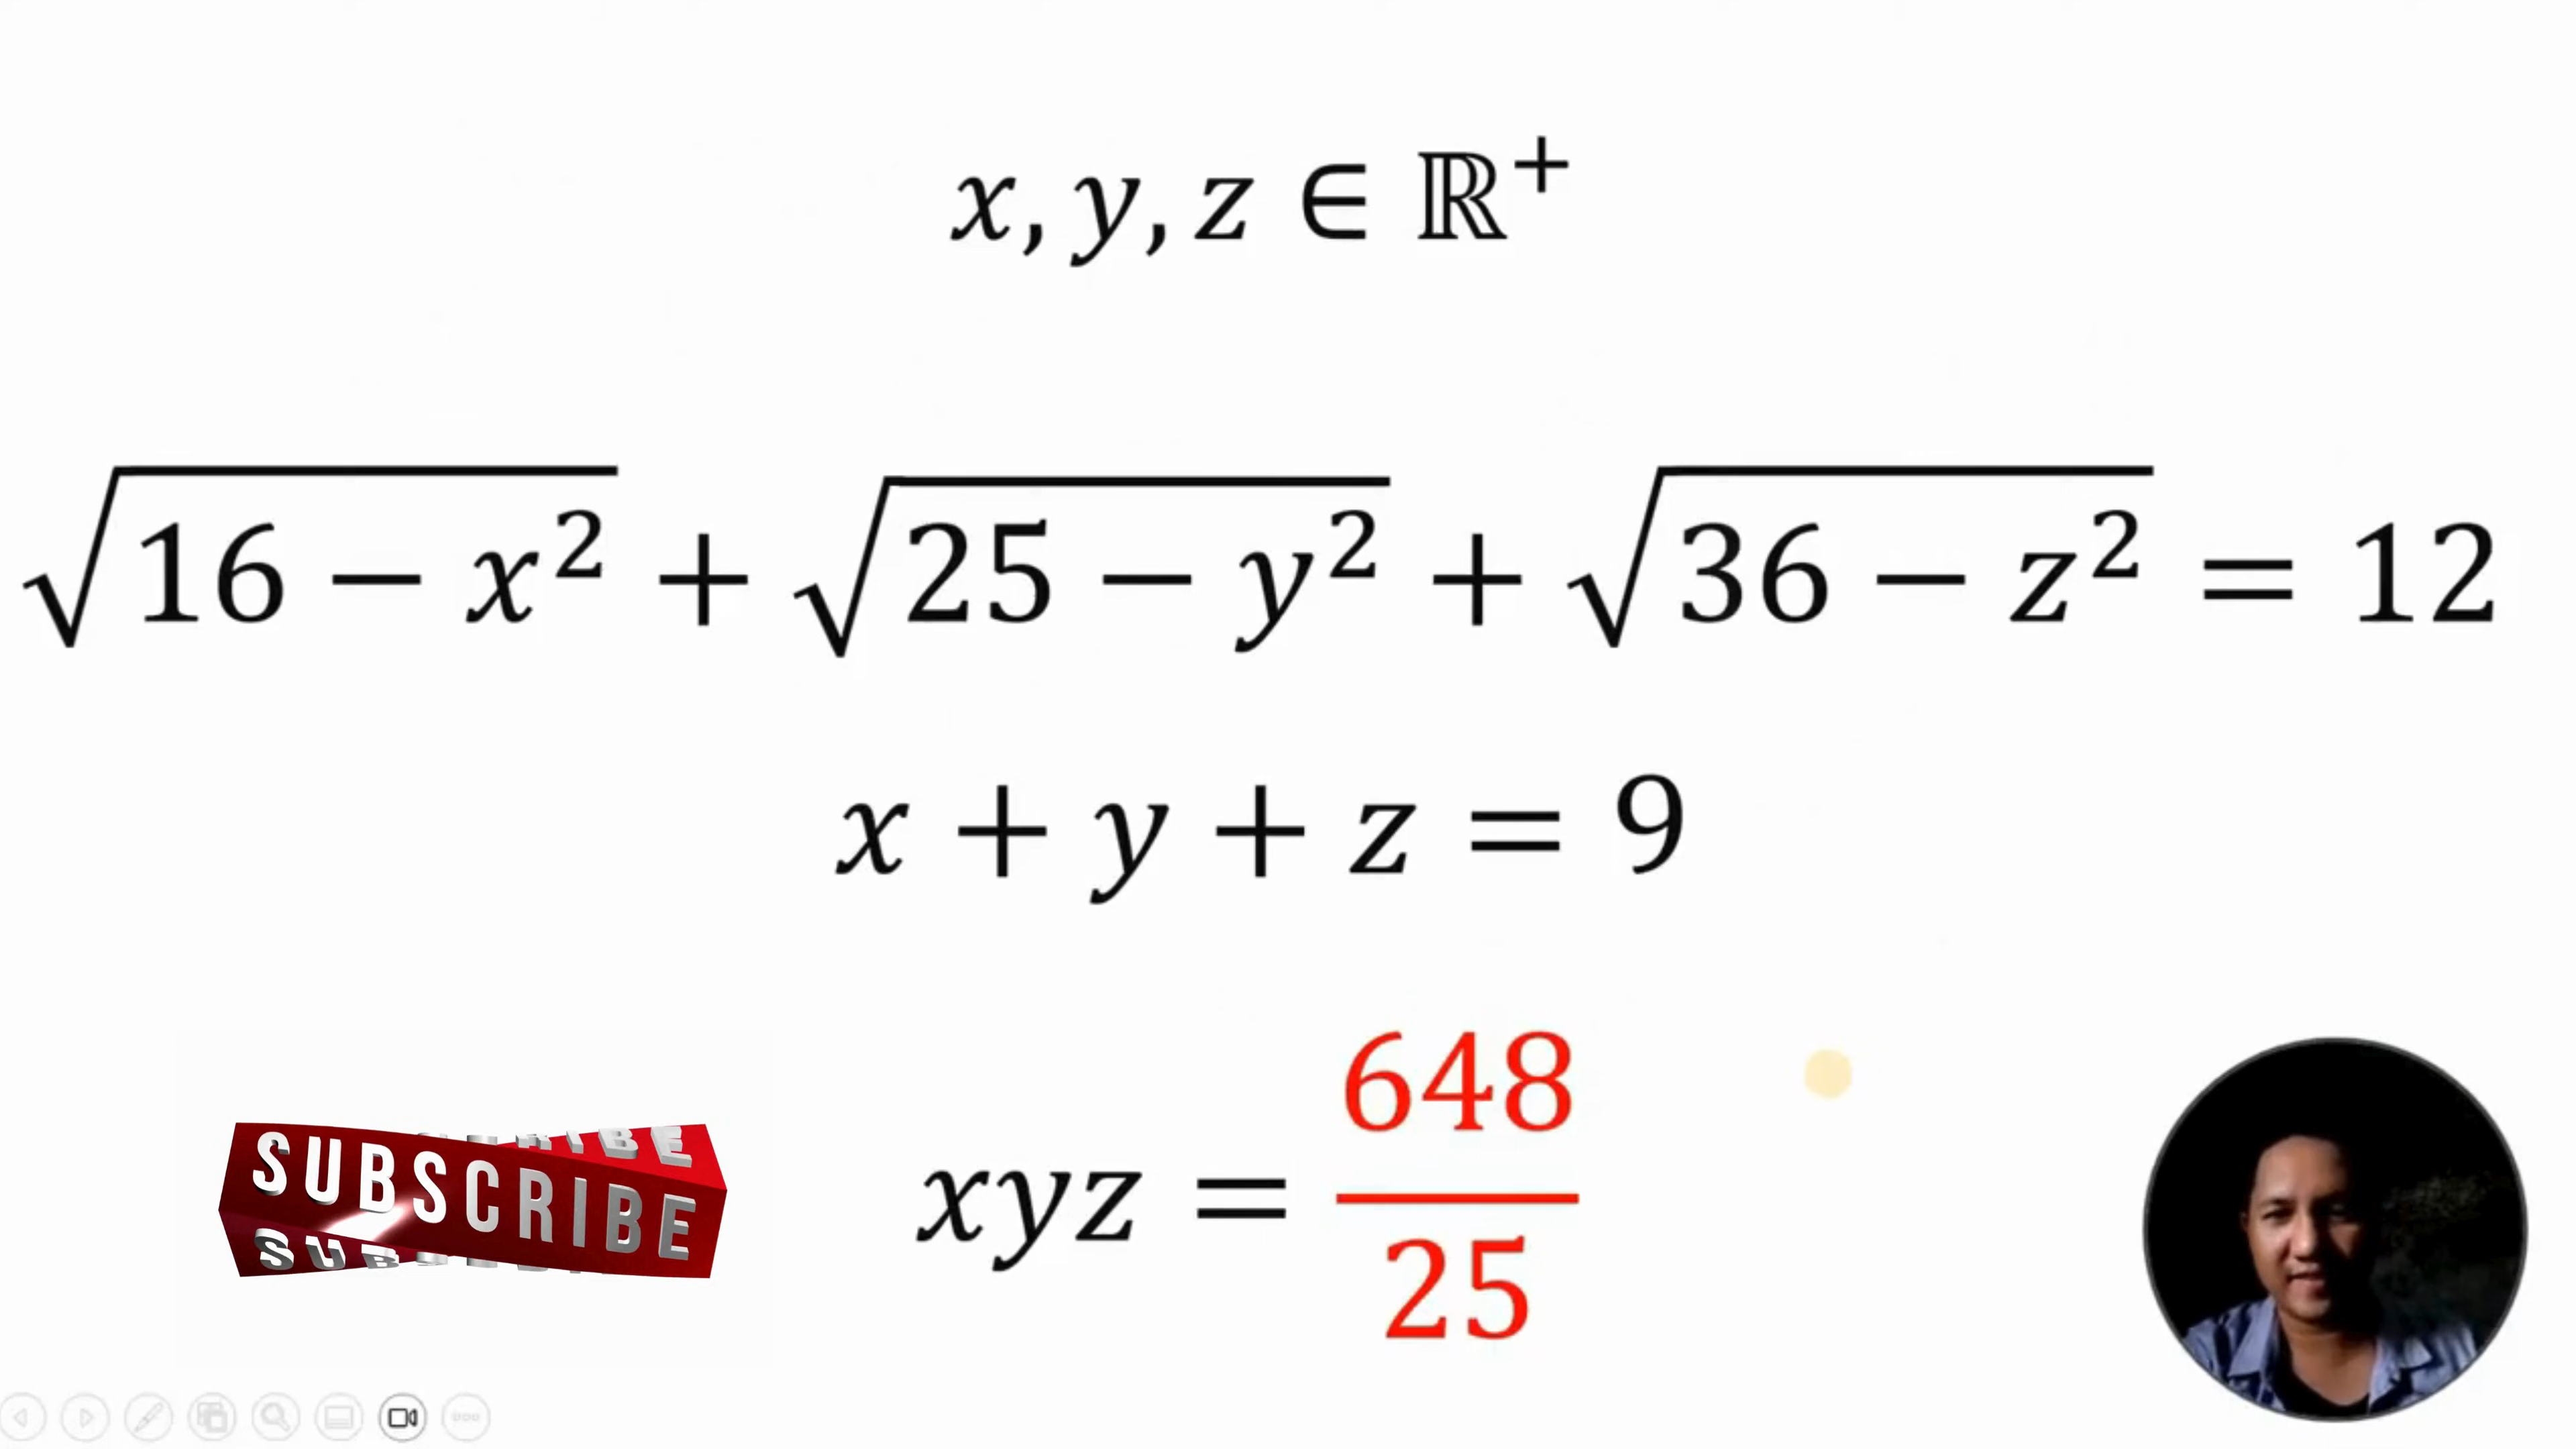 x, y, z ∈ ℝ⁺
√(16 − x²) + √(25 − y²) + √(36 − z²) = 12
x + y + z = 9
xyz = 648/25
SUBSCRIBE